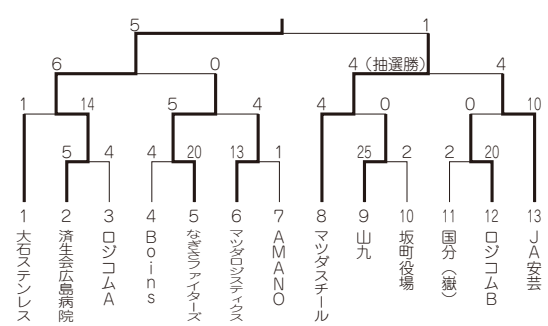 5 1
6 0 4（抽選勝） 4
1 14 5 4 4 0 0 10
5 4 4 20 13 1 25 2 2 20
1 2 3 4 5 6 7 8 9 10 11 12 13
大石ステンレス
済生会広島病院
ロジコムA
Boins
なぎさファイターズ
マツダロジスティクス
AMANO
マツダスチール
山九
坂町役場
国分（嶽）
ロジコムB
JA安芸